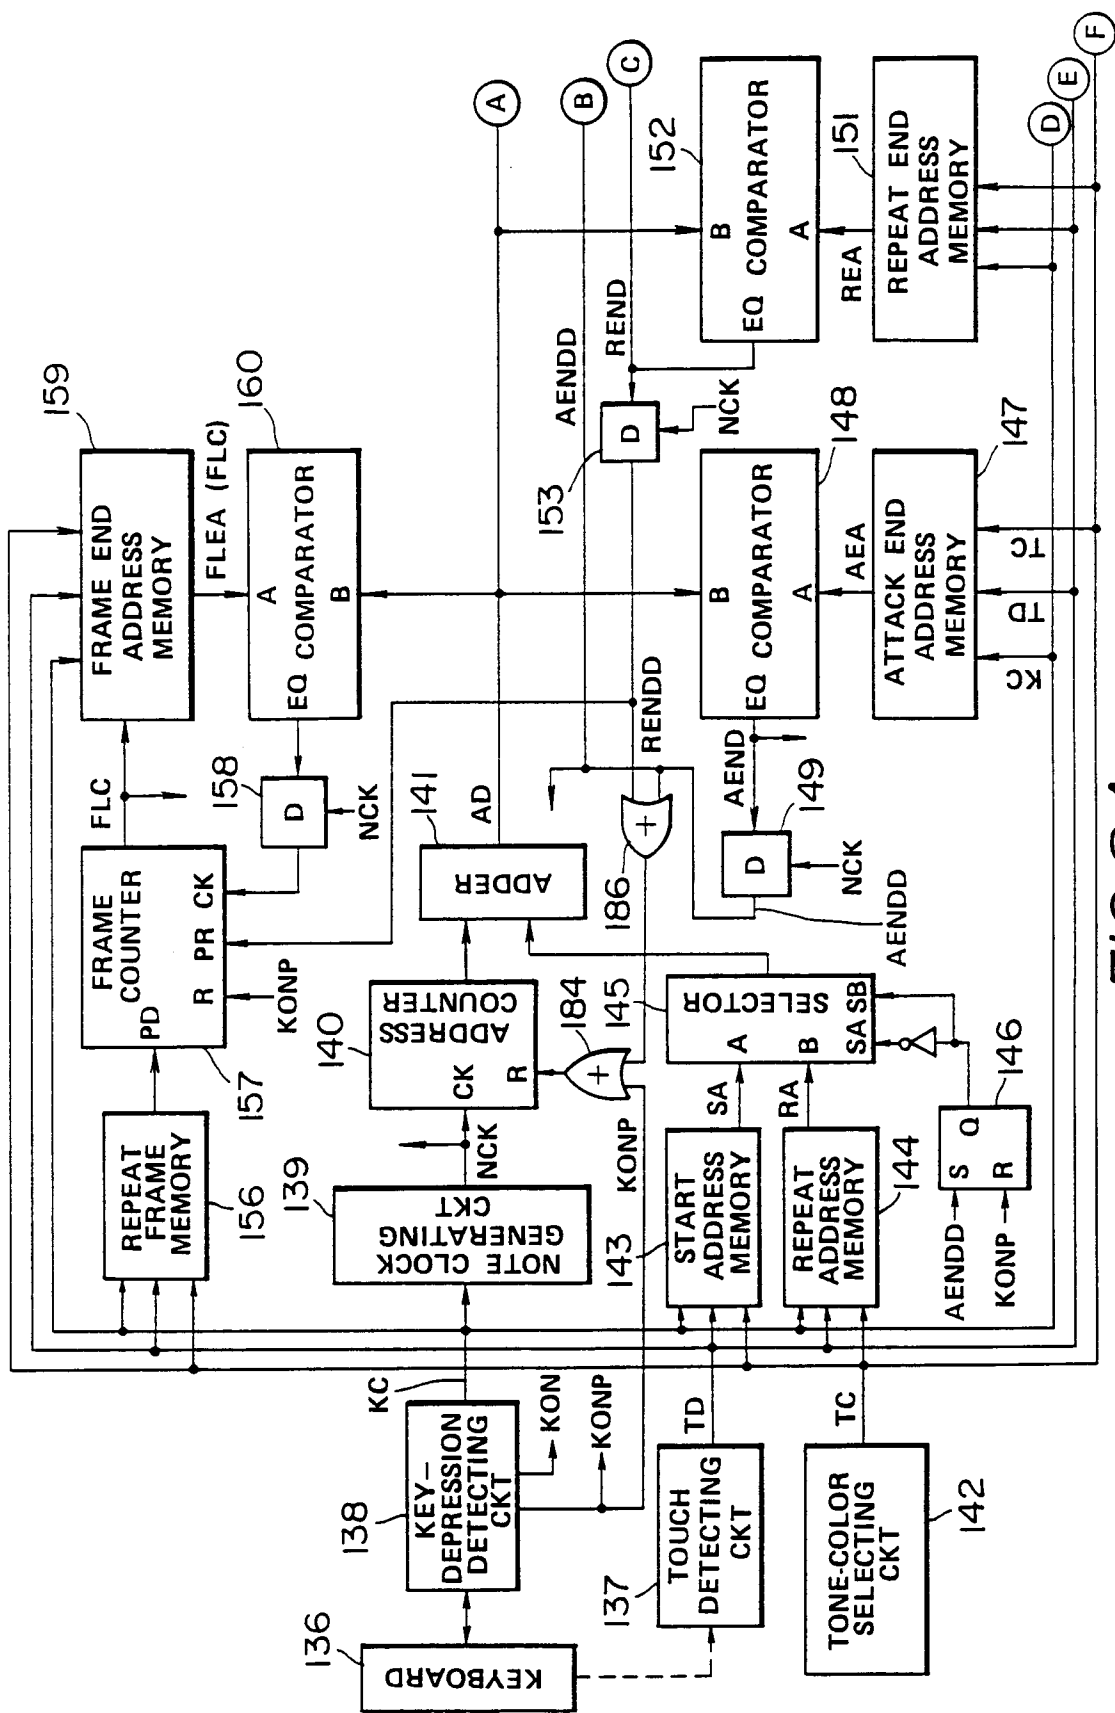 159
FRAME END
ADDRESS
MEMORY
FLEA (FLC)
160
A
EQ COMPARATOR
B
FLC
158
D
NCK
FRAME
COUNTER
PD
R PR CK
KONP
157
REPEAT
FRAME
MEMORY
156
A
B
C
152
B
EQ COMPARATOR
A
REA
151
REPEAT END
ADDRESS
MEMORY
D
E
F
AENDD
REND
153
D
NCK
148
B
EQ COMPARATOR
A
AEA
147
ATTACK END
ADDRESS
MEMORY
KC
TD
TC
RENDD
AEND
149
D
NCK
AENDD
186
141
ADDER
AD
140
ADDRESS
COUNTER
CK
R
184
+
+
KONP
139
NOTE CLOCK
GENERATING
CKT
NCK
145
SELECTOR
A
B
SA SB
SA
RA
143
START
ADDRESS
MEMORY
REPEAT
ADDRESS
MEMORY
144
146
S Q
R
AENDD
KONP
KC
KON
KONP
138
KEY-
DEPRESSION
DETECTING
CKT
136
KEYBOARD
137
TOUCH
DETECTING
CKT
TD
TC
TONE-COLOR
SELECTING
CKT
142